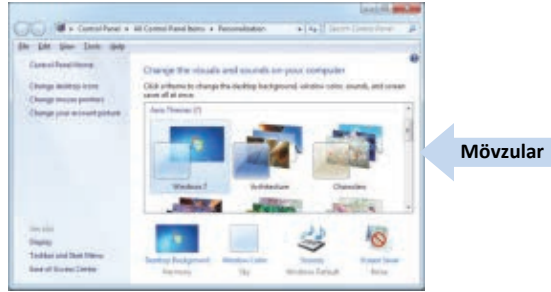 Control Panel ▸ All Control Panel Items ▸ Personalization
Search Control Panel
File Edit View Tools Help
Control Panel Home
Change desktop icons
Change mouse pointers
Change your account picture
See also
Display
Taskbar and Start Menu
Ease of Access Center
Change the visuals and sounds on your computer
Click a theme to change the desktop background, window color, sounds, and screen
saver all at once.
Aero Themes (7)
Windows 7
Architecture
Characters
Desktop Background
Harmony
Window Color
Sky
Sounds
Windows Default
Screen Saver
None
Mövzular